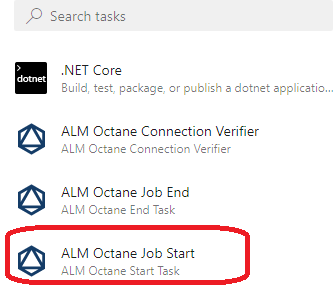 Search tasks
>
dotnet
.NET Core
Build, test, package, or publish a dotnet applicatio...
ALM Octane Connection Verifier
ALM Octane Connection Verifier
ALM Octane Job End
ALM Octane End Task
ALM Octane Job Start
ALM Octane Start Task